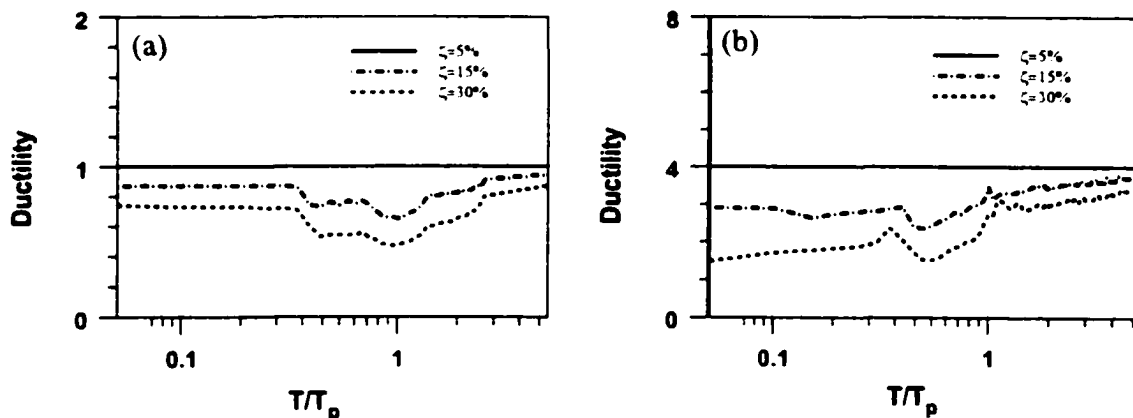 (a)
2
1
0
Ductility
ζ=5%
ζ=15%
ζ=30%
0.1 1
T/Tp
(b)
8
4
0
Ductility
ζ=5%
ζ=15%
ζ=30%
0.1 1
T/Tp